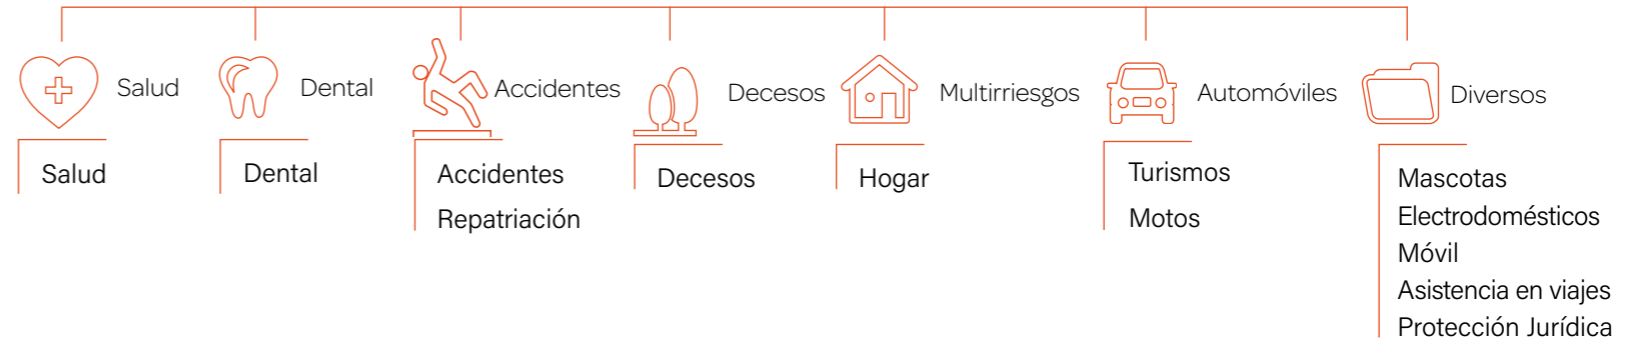 Salud
Dental
Accidentes
Decesos
Multirriesgos
Automóviles
Diversos
Salud
Dental
Accidentes
Repatriación
Decesos
Hogar
Turismos
Motos
Mascotas
Electrodomésticos
Móvil
Asistencia en viajes
Protección Jurídica